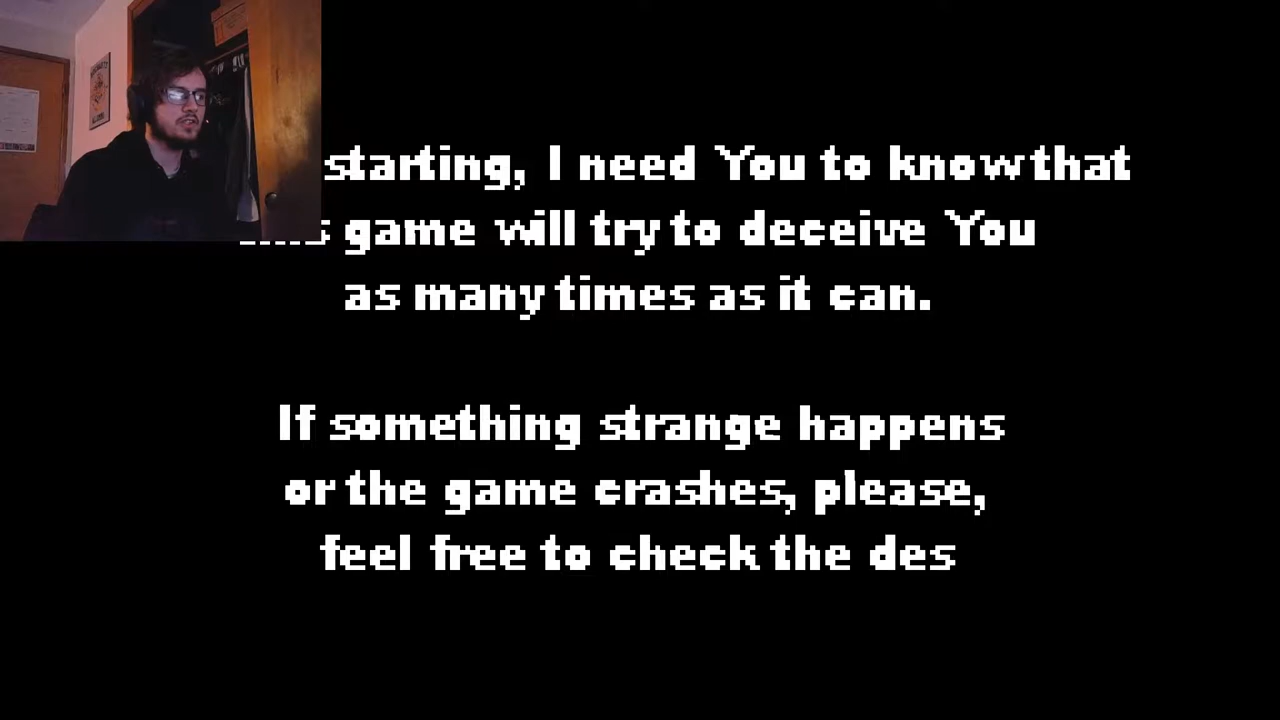 starting, I need You to know that
game will try to deceive You
as many times as it can.
If something strange happens
or the game crashes, please,
feel free to check the des